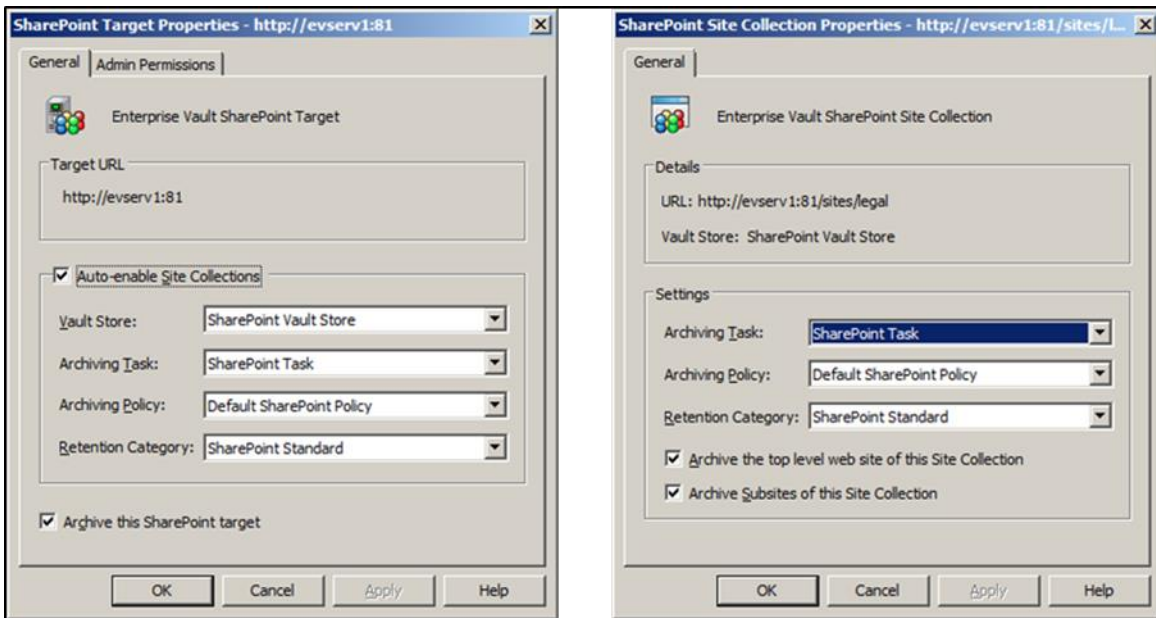 SharePoint Target Properties - http://evserv1:81
General
Admin Permissions
Enterprise Vault SharePoint Target
Target URL
http://evserv1:81
Auto-enable Site Collections
Vault Store: SharePoint Vault Store
Archiving Task: SharePoint Task
Archiving Policy: Default SharePoint Policy
Retention Category: SharePoint Standard
Archive this SharePoint target
OK Cancel Apply Help
SharePoint Site Collection Properties - http://evserv1:81/sites/l...
General
Enterprise Vault SharePoint Site Collection
Details
URL: http://evserv1:81/sites/legal
Vault Store: SharePoint Vault Store
Settings
Archiving Task: SharePoint Task
Archiving Policy: Default SharePoint Policy
Retention Category: SharePoint Standard
Archive the top level web site of this Site Collection
Archive Subsites of this Site Collection
OK Cancel Apply Help